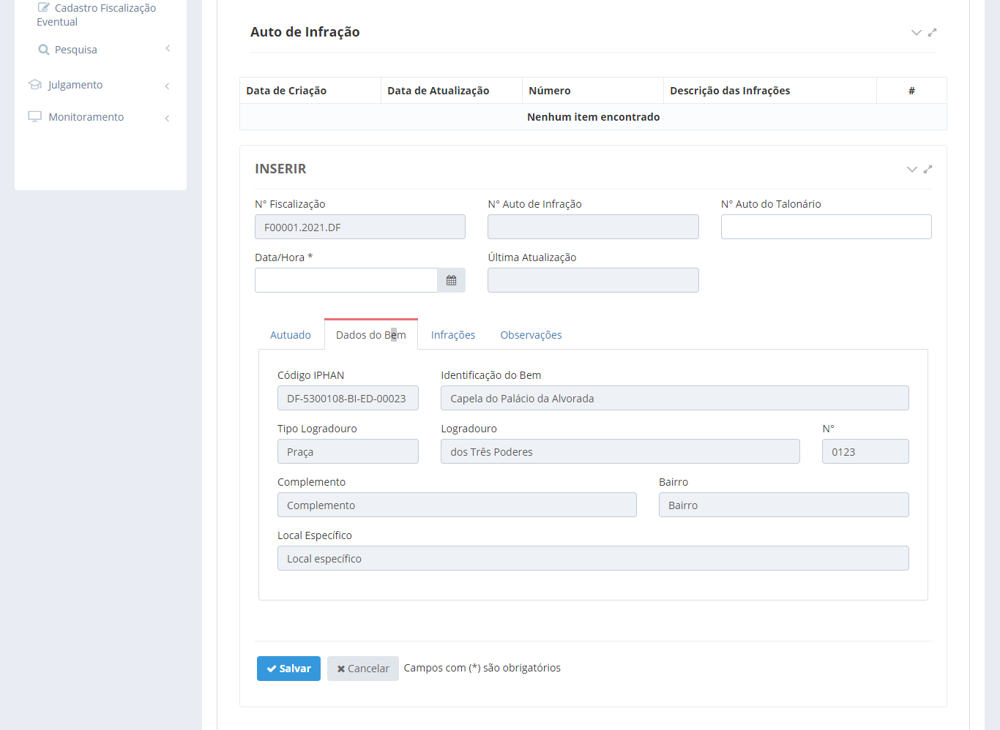 Cadastro Fiscalização
Eventual
Pesquisa
Julgamento
Monitoramento
Auto de Infração
Data de Criação Data de Atualização Número Descrição das Infrações #
Nenhum item encontrado
INSERIR
N° Fiscalização N° Auto de Infração N° Auto do Talonário
F00001.2021.DF
Data/Hora * Última Atualização
Autuado Dados do Bem Infrações Observações
Código IPHAN Identificação do Bem
DF-5300108-BI-ED-00023 Capela do Palácio da Alvorada
Tipo Logradouro Logradouro N°
Praça dos Três Poderes 0123
Complemento Bairro
Complemento Bairro
Local Específico
Local específico
Salvar Cancelar Campos com (*) são obrigatórios